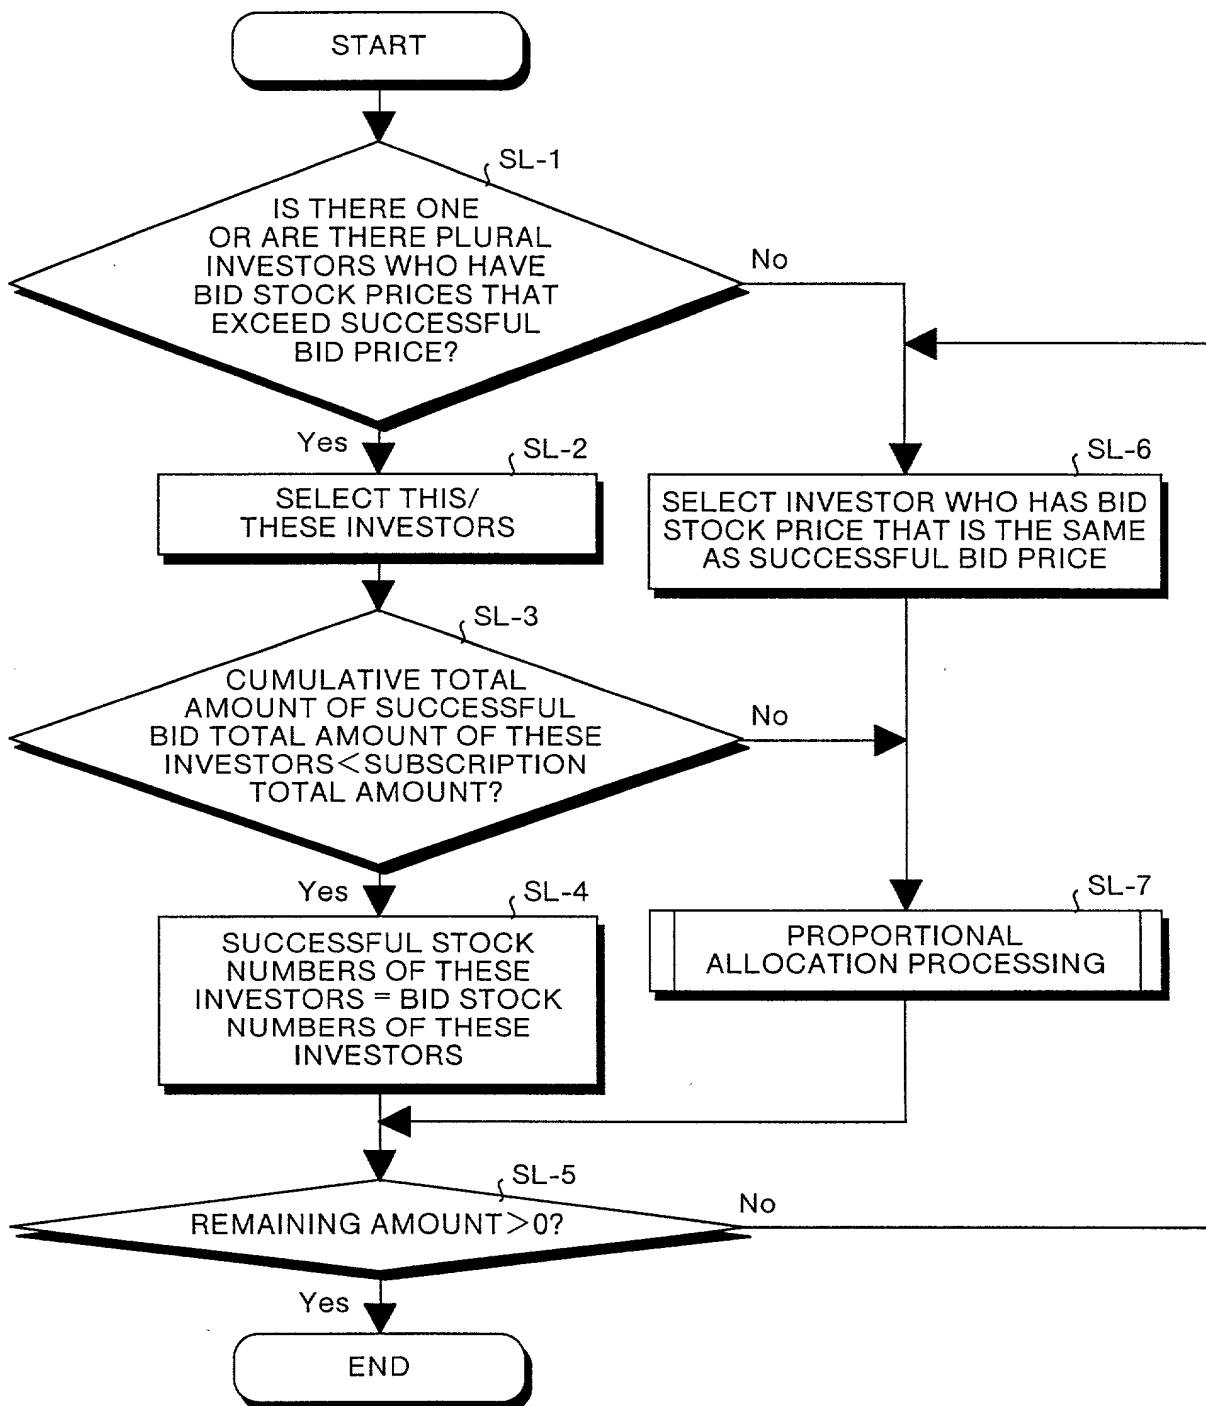 START
SL-1
IS THERE ONE
OR ARE THERE PLURAL
INVESTORS WHO HAVE
BID STOCK PRICES THAT
EXCEED SUCCESSFUL
BID PRICE?
No
Yes
SL-2
SELECT THIS/
THESE INVESTORS
SL-6
SELECT INVESTOR WHO HAS BID
STOCK PRICE THAT IS THE SAME
AS SUCCESSFUL BID PRICE
SL-3
CUMULATIVE TOTAL
AMOUNT OF SUCCESSFUL
BID TOTAL AMOUNT OF THESE
INVESTORS<SUBSCRIPTION
TOTAL AMOUNT?
No
Yes
SL-4
SUCCESSFUL STOCK
NUMBERS OF THESE
INVESTORS = BID STOCK
NUMBERS OF THESE
INVESTORS
SL-7
PROPORTIONAL
ALLOCATION PROCESSING
SL-5
REMAINING AMOUNT>0?
No
Yes
END